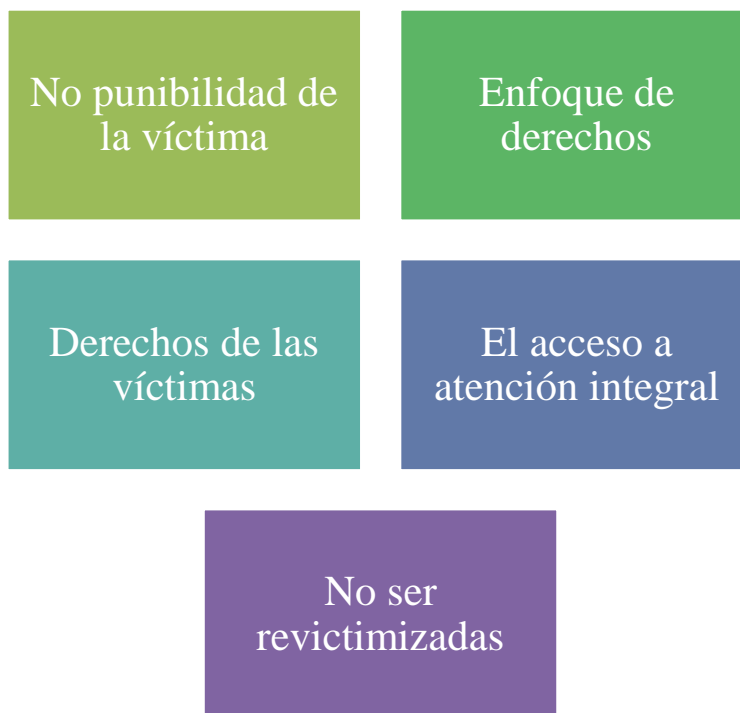 No punibilidad de
la víctima
Enfoque de
derechos
Derechos de las
víctimas
El acceso a
atención integral
No ser
revictimizadas